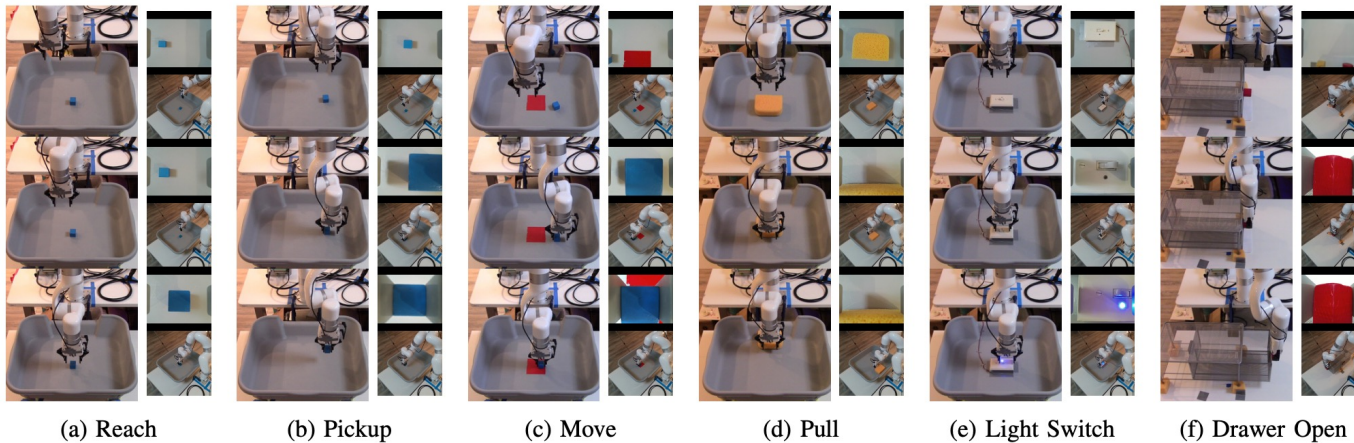 (a) Reach
(b) Pickup
(c) Move
(d) Pull
(e) Light Switch
(f) Drawer Open